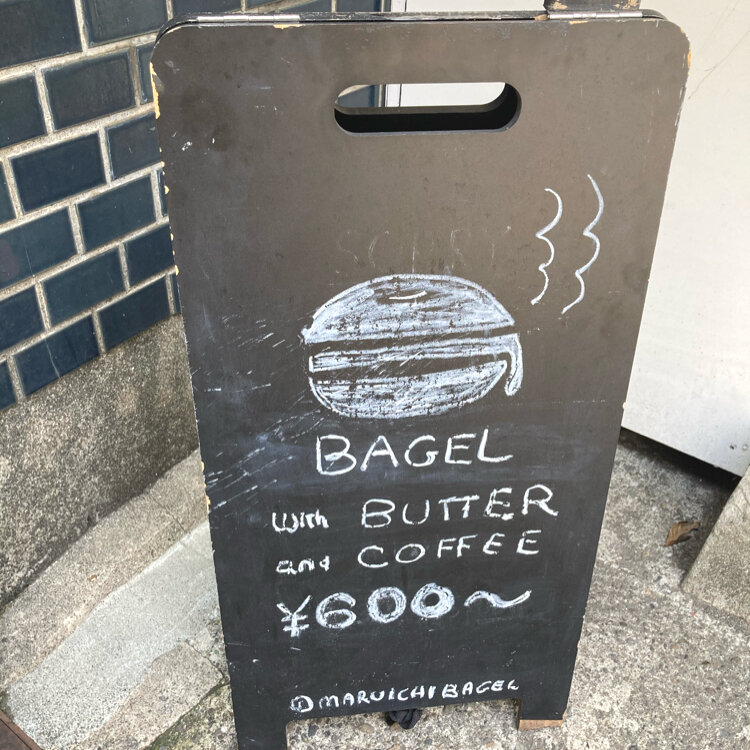 BAGEL
with BUTTER
and COFFEE
¥600〜
@MARUICHIBAGEL